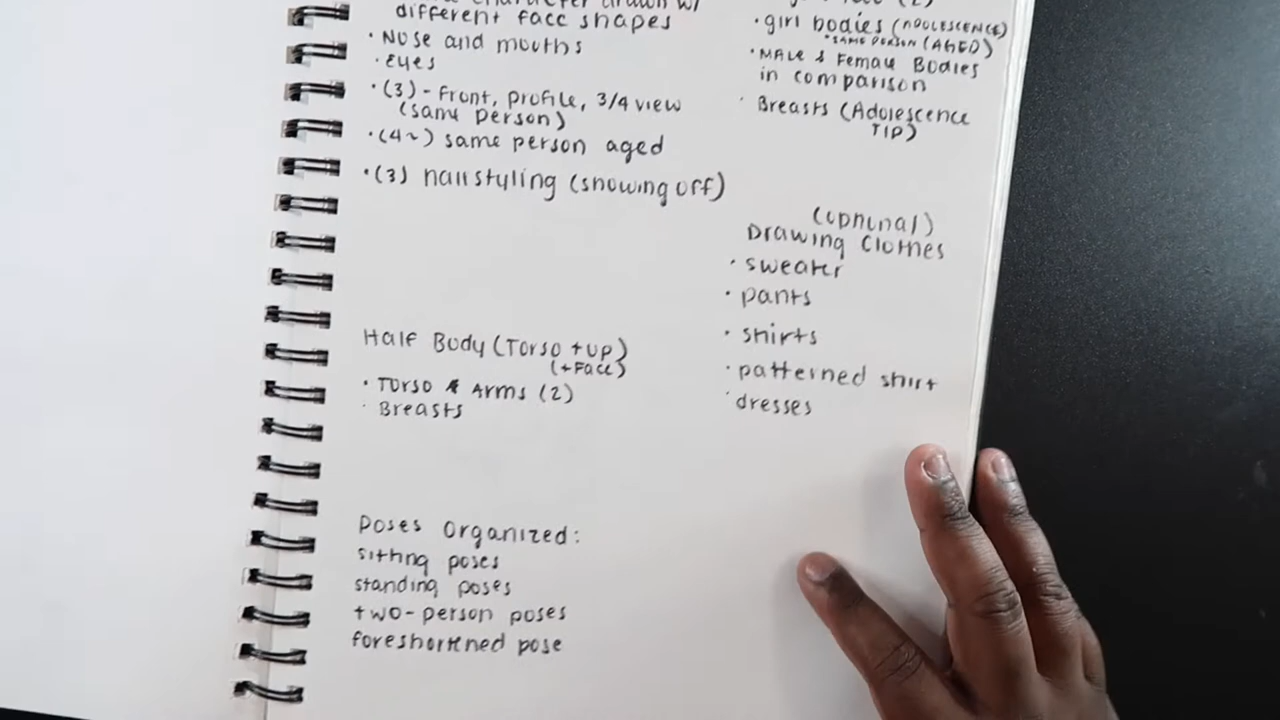 different face shapes
• Nose and mouths
• Eyes
• (3) - front, profile, 3/4 view
(same person)
• (4~) same person aged
• (3) hairstyling (showing off)
Half Body (Torso + up)
(+Face)
• Torso & Arms (2)
• Breasts
Poses Organized:
sitting poses
standing poses
two-person poses
foreshortened pose
• girl bodies (ADOLESCENCE)
*SAME PERSON (AGED)
• Male & Female Bodies
in comparison
• Breasts (Adolescence
TIP)
(optional)
Drawing Clothes
• sweater
• pants
• shirts
• patterned shirt
• dresses